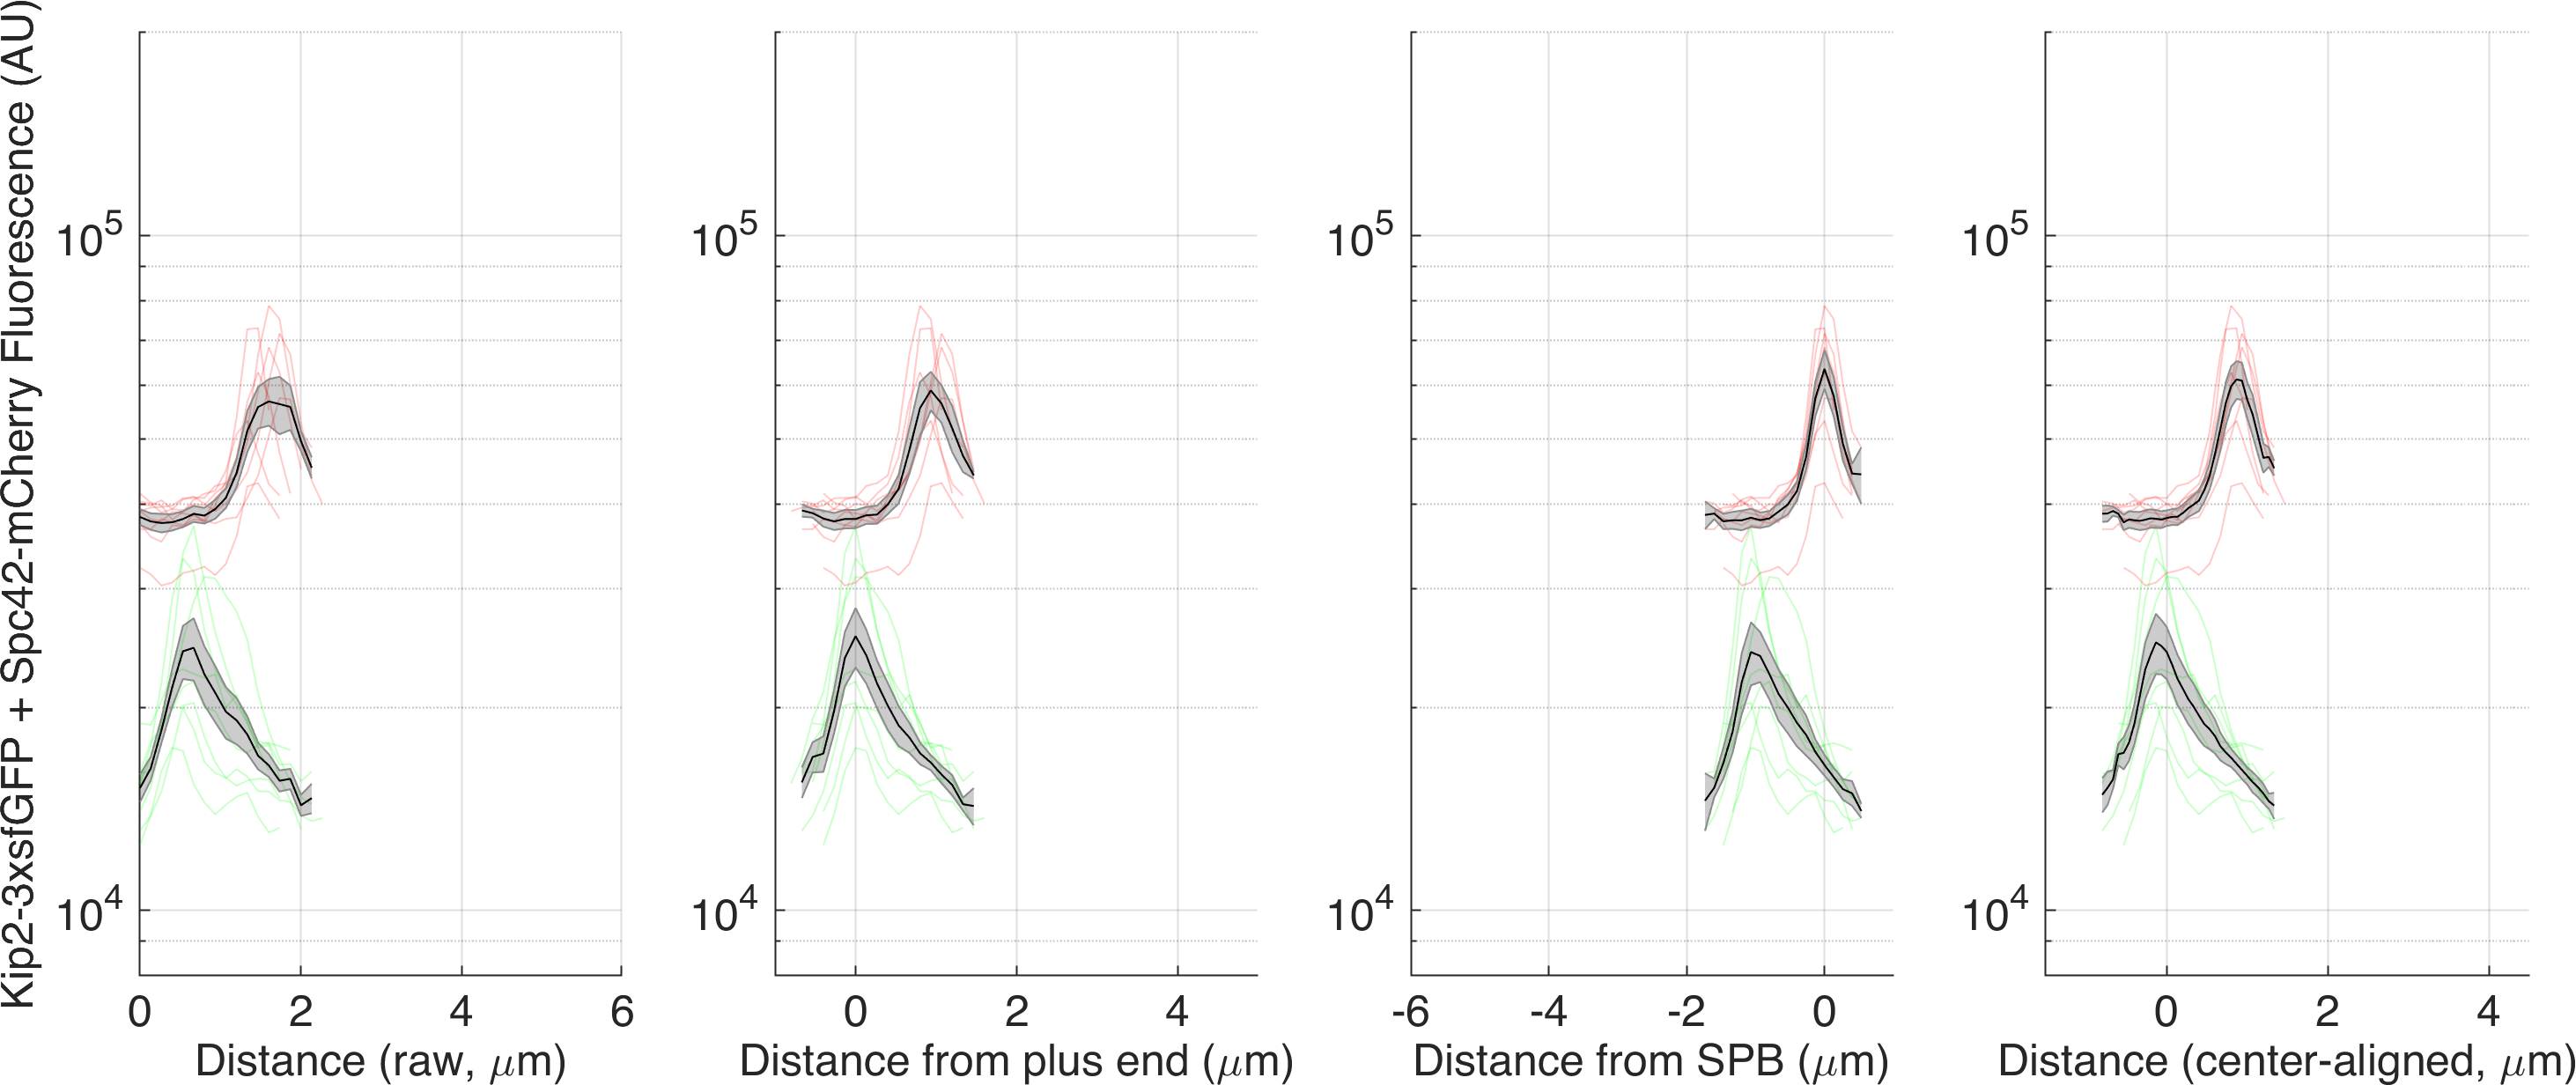 Kip2-3xsfGFP + Spc42-mCherry Fluorescence (AU)
10^5
10^4
0 2 4 6
Distance (raw, μm)
10^5
10^4
0 2 4
Distance from plus end (μm)
10^5
10^4
-6 -4 -2 0
Distance from SPB (μm)
10^5
10^4
0 2 4
Distance (center-aligned, μm)